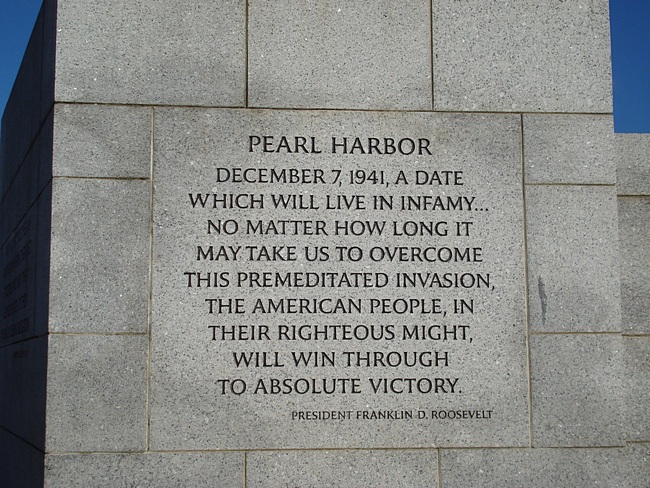 PEARL HARBOR
DECEMBER 7, 1941, A DATE
WHICH WILL LIVE IN INFAMY...
NO MATTER HOW LONG IT
MAY TAKE US TO OVERCOME
THIS PREMEDITATED INVASION,
THE AMERICAN PEOPLE, IN
THEIR RIGHTEOUS MIGHT,
WILL WIN THROUGH
TO ABSOLUTE VICTORY.
PRESIDENT FRANKLIN D. ROOSEVELT